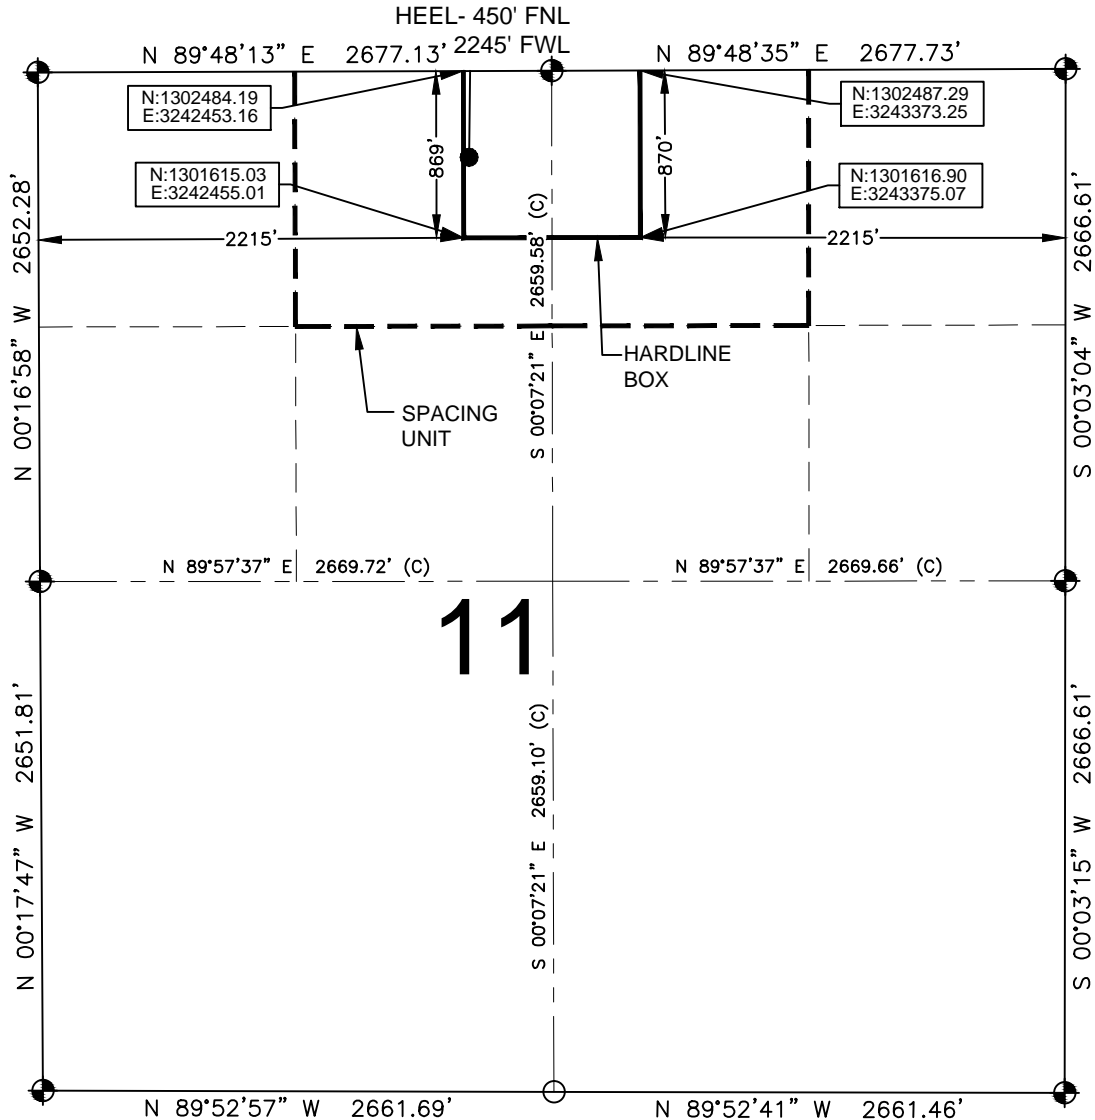 HEEL- 450' FNL
2245' FWL
N 89°48'13" E 2677.13'
N 89°48'35" E 2677.73'
N:1302484.19
E:3242453.16
N:1302487.29
E:3243373.25
869'
870'
N:1301615.03
E:3242455.01
N:1301616.90
E:3243375.07
2215'
2215'
N 00°16'58" W 2652.28'
S 00°07'21" E 2659.58' (C)
S 00°03'04" W 2666.61'
HARDLINE
BOX
SPACING
UNIT
N 89°57'37" E 2669.72' (C)
N 89°57'37" E 2669.66' (C)
11
N 00°17'47" W 2651.81'
S 00°07'21" E 2659.10' (C)
S 00°03'15" W 2666.61'
N 89°52'57" W 2661.69'
N 89°52'41" W 2661.46'